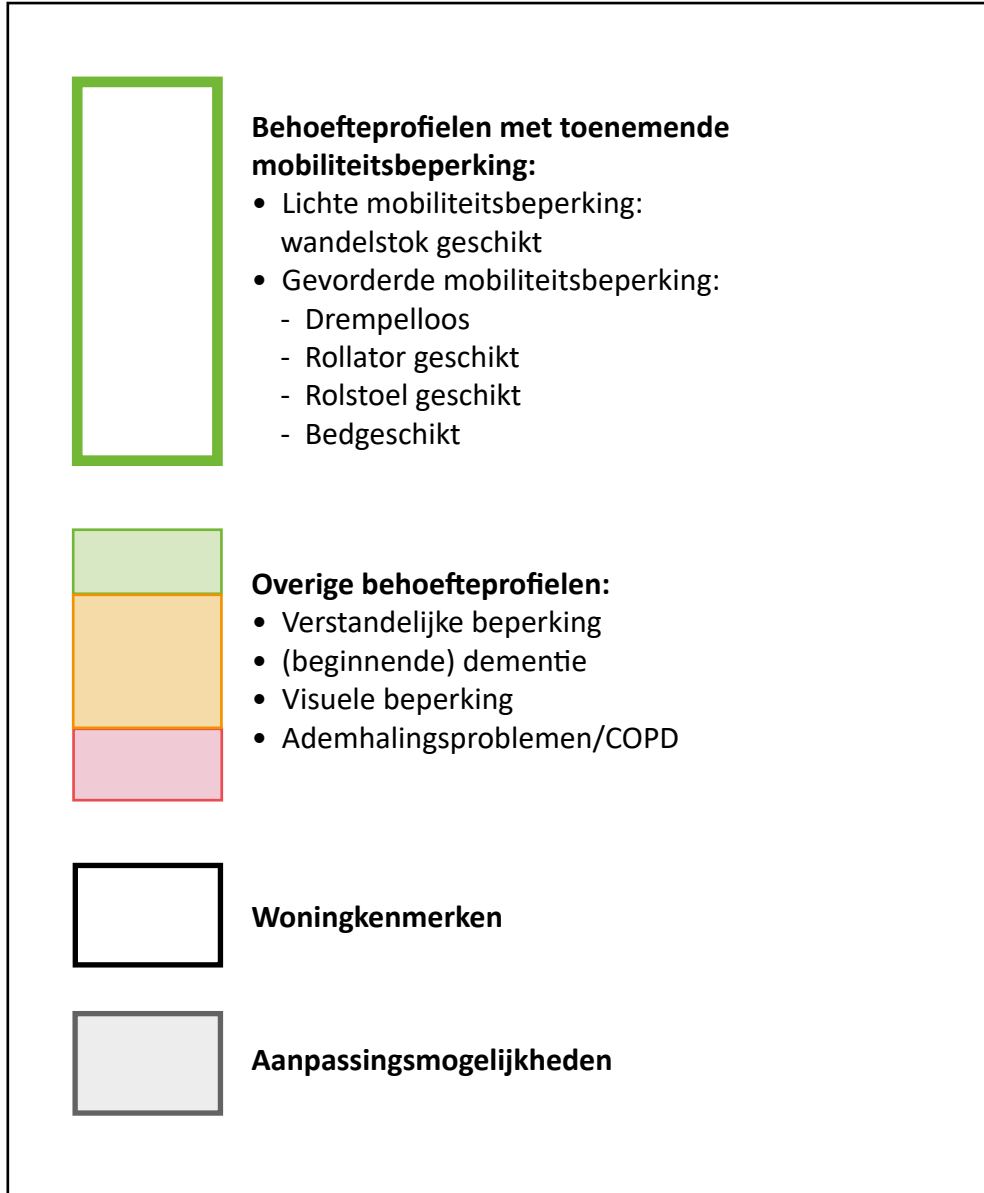 Behoefteprofielen met toenemende
mobiliteitsbeperking:
• Lichte mobiliteitsbeperking:
wandelstok geschikt
• Gevorderde mobiliteitsbeperking:
- Drempelloos
- Rollator geschikt
- Rolstoel geschikt
- Bedgeschikt
Overige behoefteprofielen:
• Verstandelijke beperking
• (beginnende) dementie
• Visuele beperking
• Ademhalingsproblemen/COPD
Woningkenmerken
Aanpassingsmogelijkheden